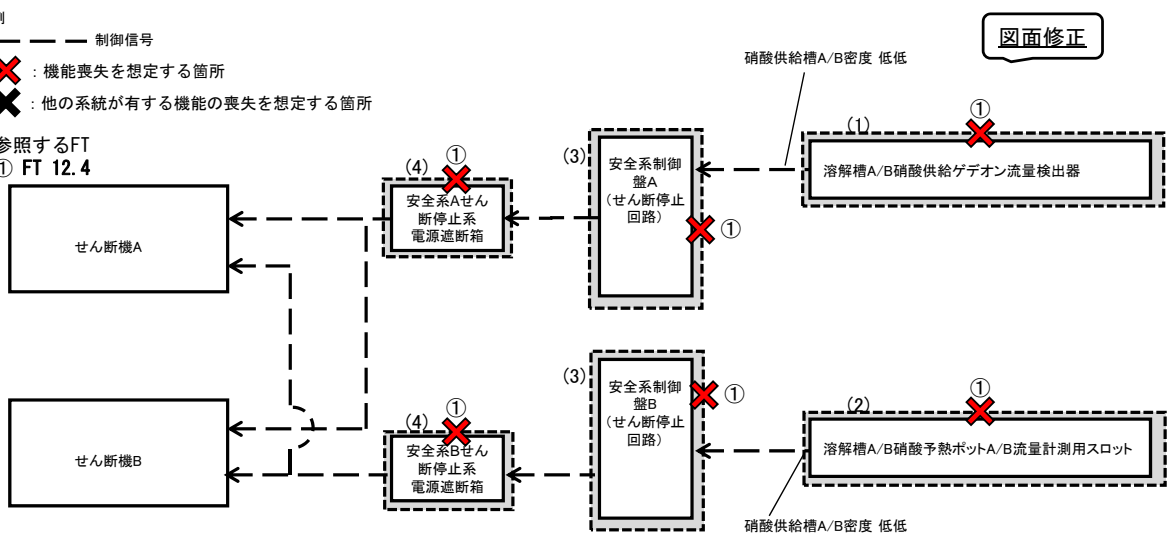 例
制御信号
：機能喪失を想定する箇所
：他の系統が有する機能の喪失を想定する箇所
参照するFT
① FT 12.4
図面修正
硝酸供給槽A/B密度 低低
(1)
①
溶解槽A/B硝酸供給ゲデオン流量検出器
(3)
安全系制御
盤A
(せん断停止
回路)
①
(4)
①
安全系Aせん
断停止系
電源遮断箱
せん断機A
(3)
安全系制御
盤B
(せん断停止
回路)
①
(2)
①
溶解槽A/B硝酸予熱ポットA/B流量計測用スロット
(4)
①
安全系Bせん
断停止系
電源遮断箱
せん断機B
硝酸供給槽A/B密度 低低